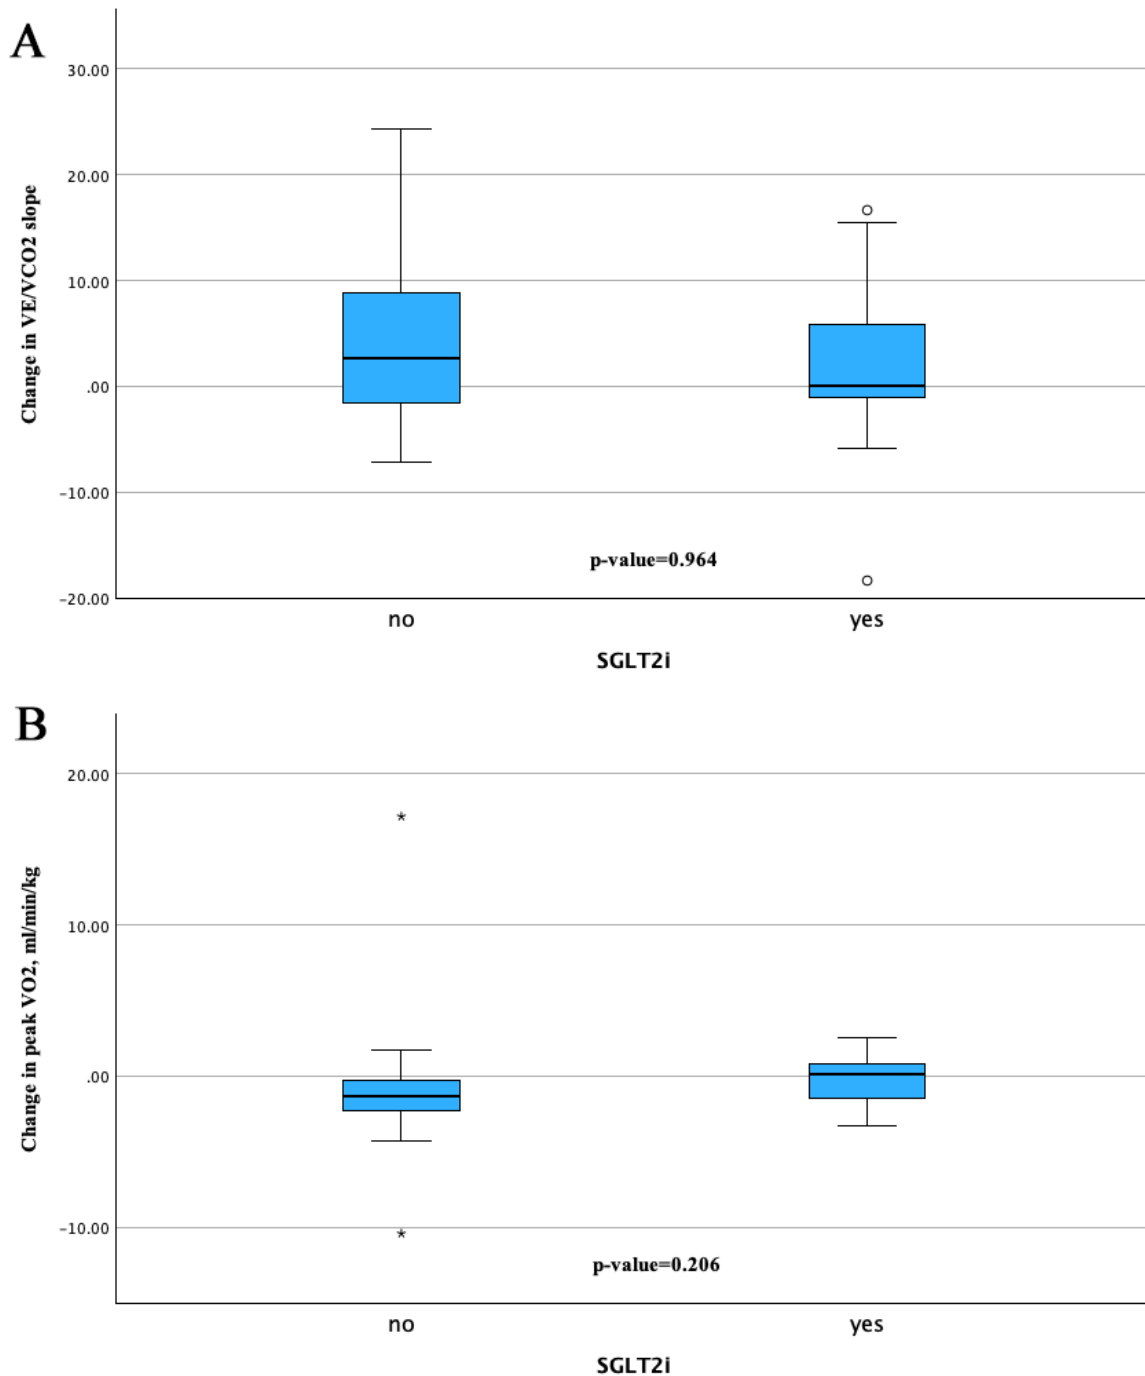 A
Change in VE/VCO2 slope
30.00
20.00
10.00
.00
-10.00
-20.00
p-value=0.964
no
yes
SGLT2i
B
Change in peak VO2, ml/min/kg
20.00
10.00
.00
-10.00
p-value=0.206
no
yes
SGLT2i